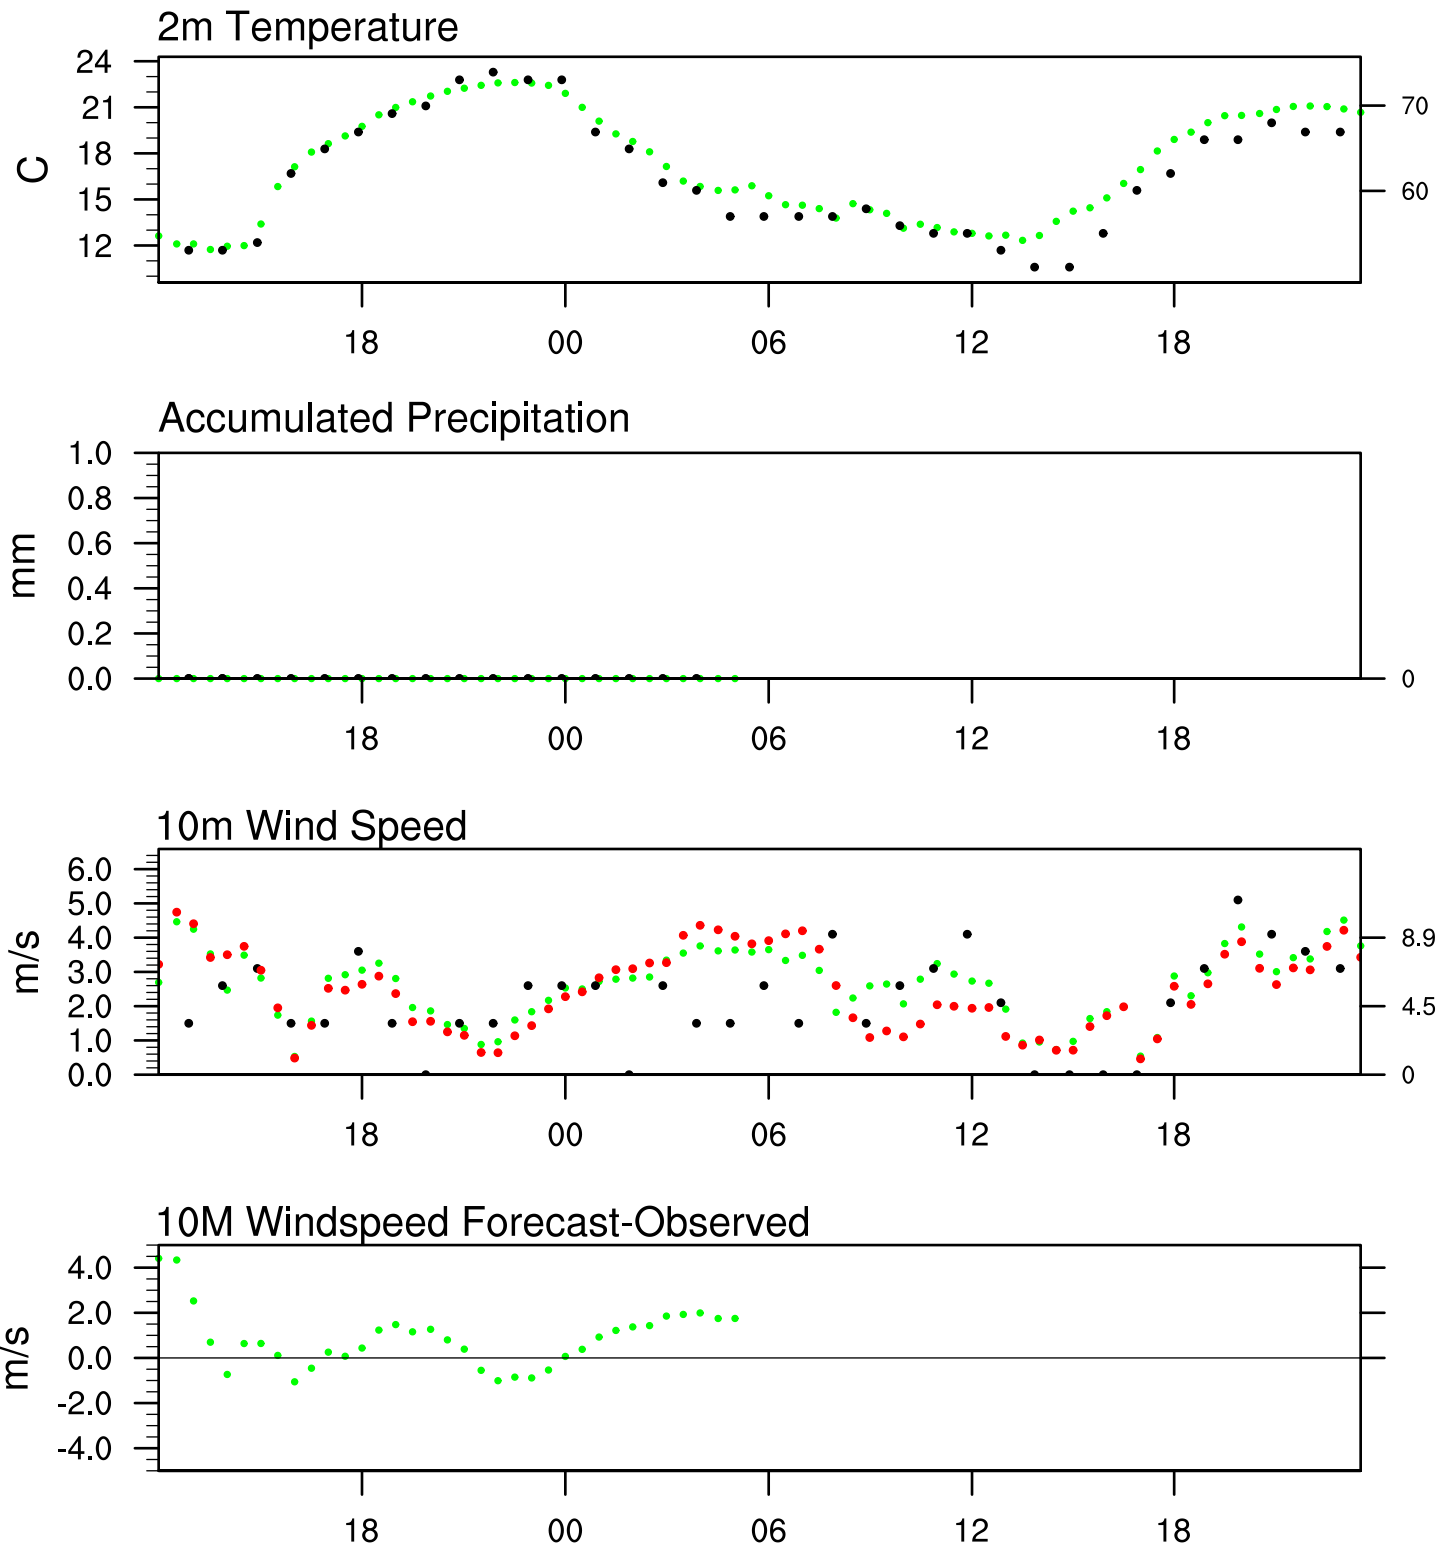 2m Temperature
24
21
18
15
12
C
70
60
18 00 06 12 18
Accumulated Precipitation
1.0
0.8
0.6
0.4
0.2
0.0
mm
0
18 00 06 12 18
10m Wind Speed
6.0
5.0
4.0
3.0
2.0
1.0
0.0
m/s
8.9
4.5
0
18 00 06 12 18
10M Windspeed Forecast-Observed
4.0
2.0
0.0
-2.0
-4.0
m/s
18 00 06 12 18